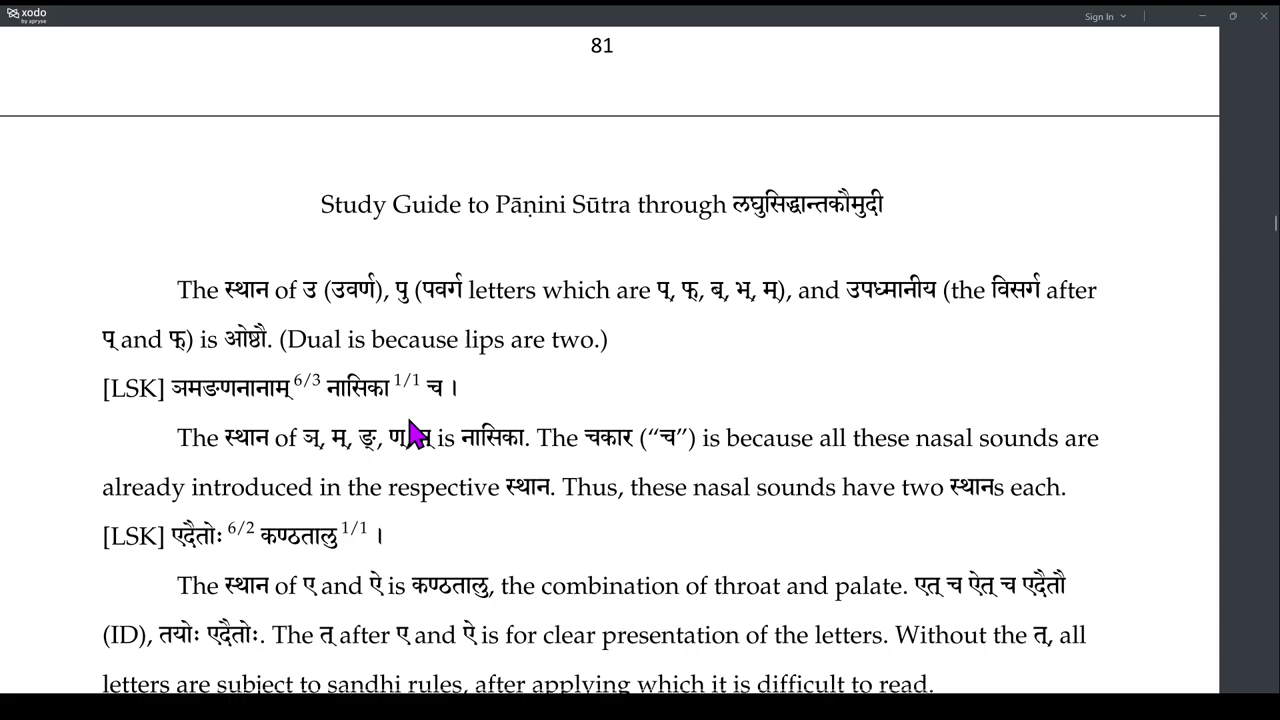 xodo
by apryse
Sign In
81
Study Guide to Pāṇini Sūtra through लघुसिद्धान्तकौमुदी
The स्थान of उ (उवर्ण), पु (पवर्ग letters which are प्, फ्, ब्, भ्, म्), and उपध्मानीय (the विसर्ग after
प् and फ्) is ओष्ठौ. (Dual is because lips are two.)
[LSK] ञमङणनानाम् 6/3 नासिका 1/1 च ।
The स्थान of ञ्, म्, ङ्, ण् is नासिका. The चकार (“च”) is because all these nasal sounds are
already introduced in the respective स्थान. Thus, these nasal sounds have two स्थानs each.
[LSK] एदैतोः 6/2 कण्ठतालु 1/1 ।
The स्थान of ए and ऐ is कण्ठतालु, the combination of throat and palate. एत् च ऐत् च एदैतौ
(ID), तयोः एदैतोः. The त् after ए and ऐ is for clear presentation of the letters. Without the त्, all
letters are subject to sandhi rules, after applying which it is difficult to read.